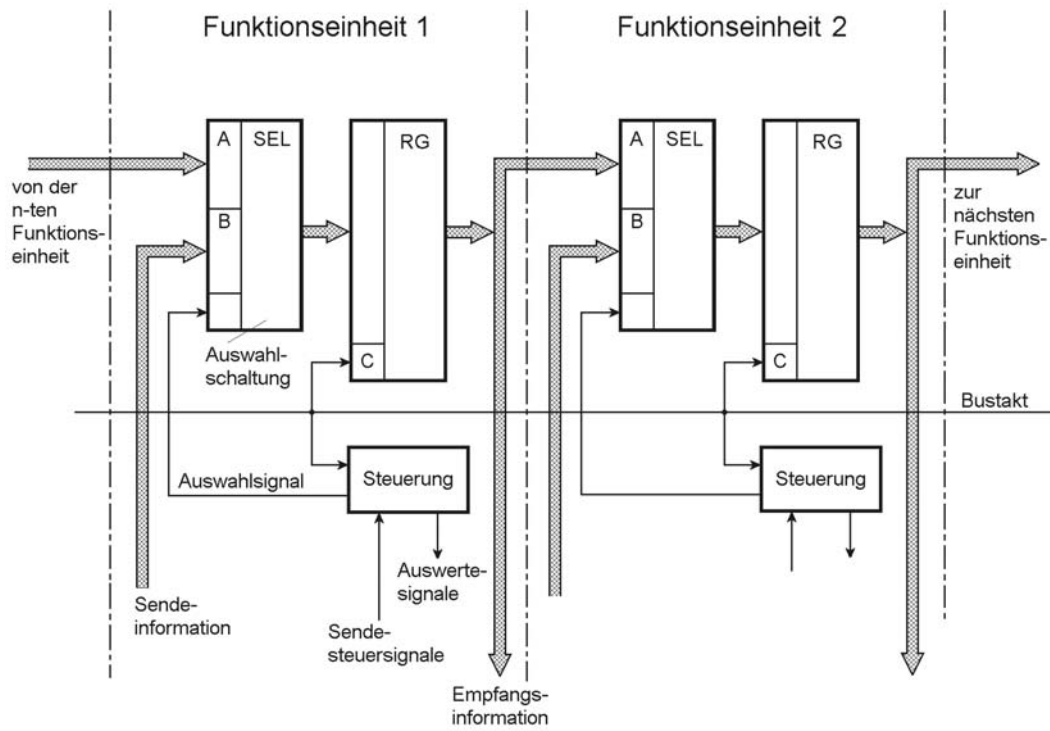 Funktionseinheit 1
Funktionseinheit 2
A
SEL
RG
A
SEL
RG
von der
n-ten
Funktions-
einheit
B
B
zur
nächsten
Funktions-
einheit
Auswahl-
schaltung
C
C
Bustakt
Auswahlsignal
Steuerung
Steuerung
Auswerte-
signale
Sende-
information
Sende-
steuersignale
Empfangs-
information